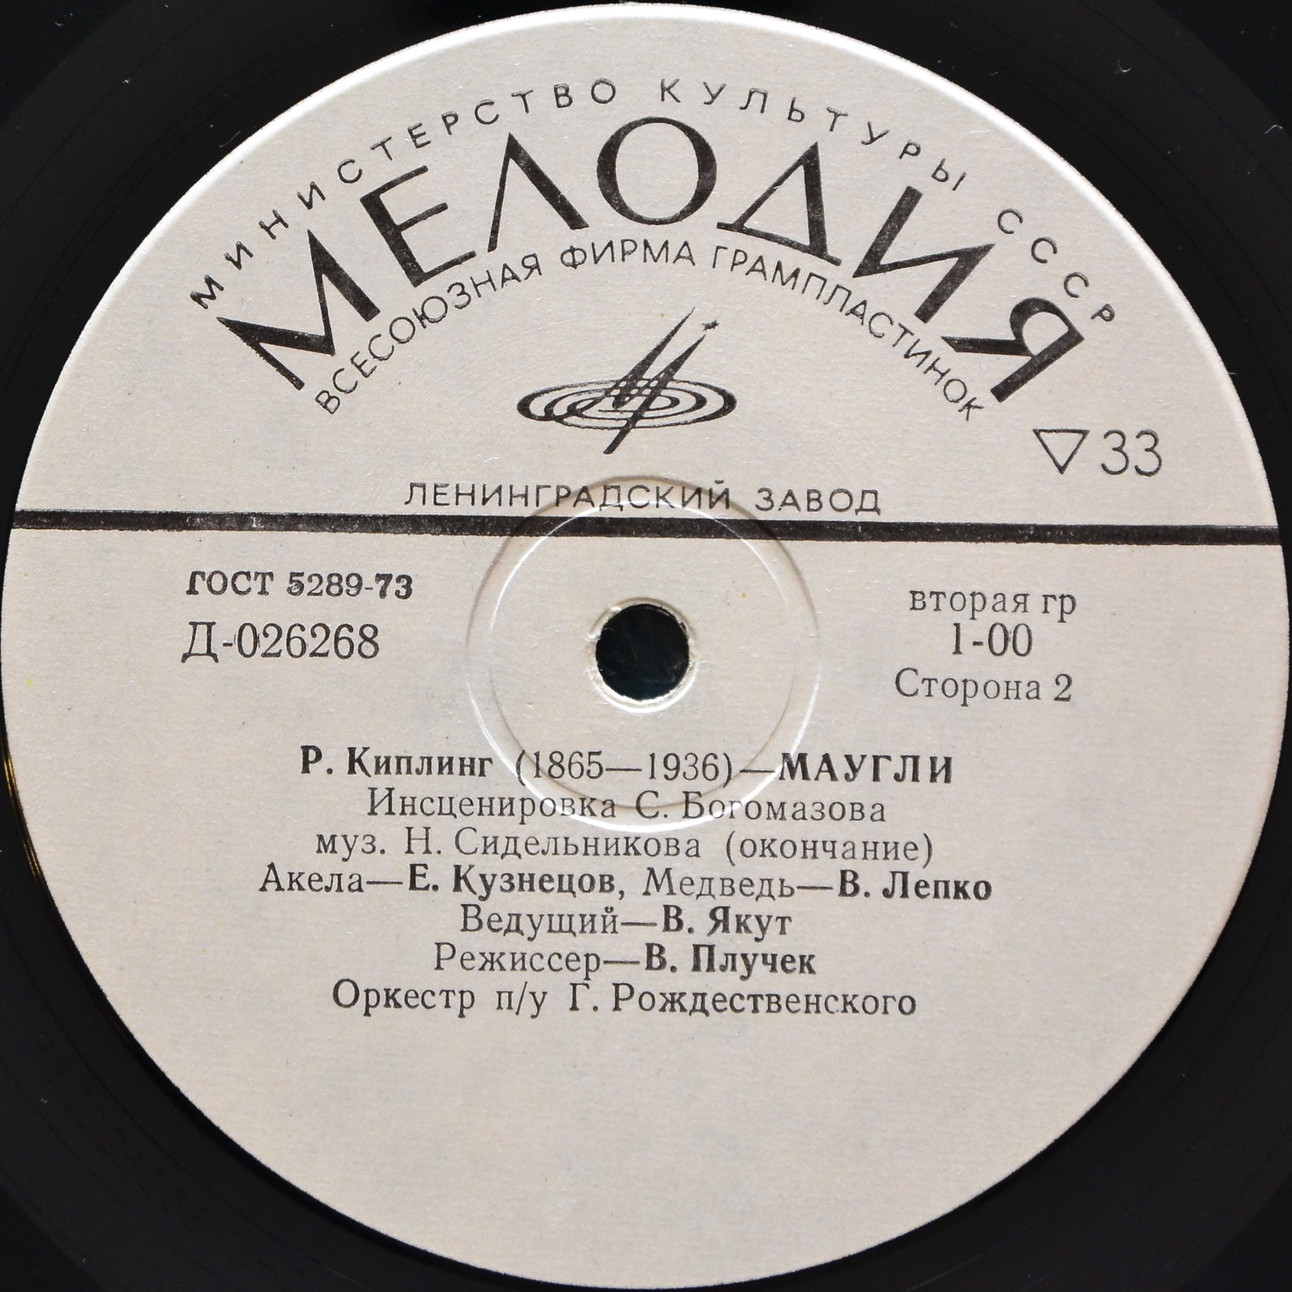 МИНИСТЕРСТВО КУЛЬТУРЫ СССР
МЕЛОДИЯ
ВСЕСОЮЗНАЯ ФИРМА ГРАМПЛАСТИНОК
▽33
ЛЕНИНГРАДСКИЙ ЗАВОД
ГОСТ 5289-73
Д-026268
вторая гр
1-00
Сторона 2
Р. Киплинг (1865—1936)—МАУГЛИ
Инсценировка С. Богомазова
муз. Н. Сидельникова (окончание)
Акела—Е. Кузнецов, Медведь—В. Лепко
Ведущий—В. Якут
Режиссер—В. Плучек
Оркестр п/у Г. Рождественского